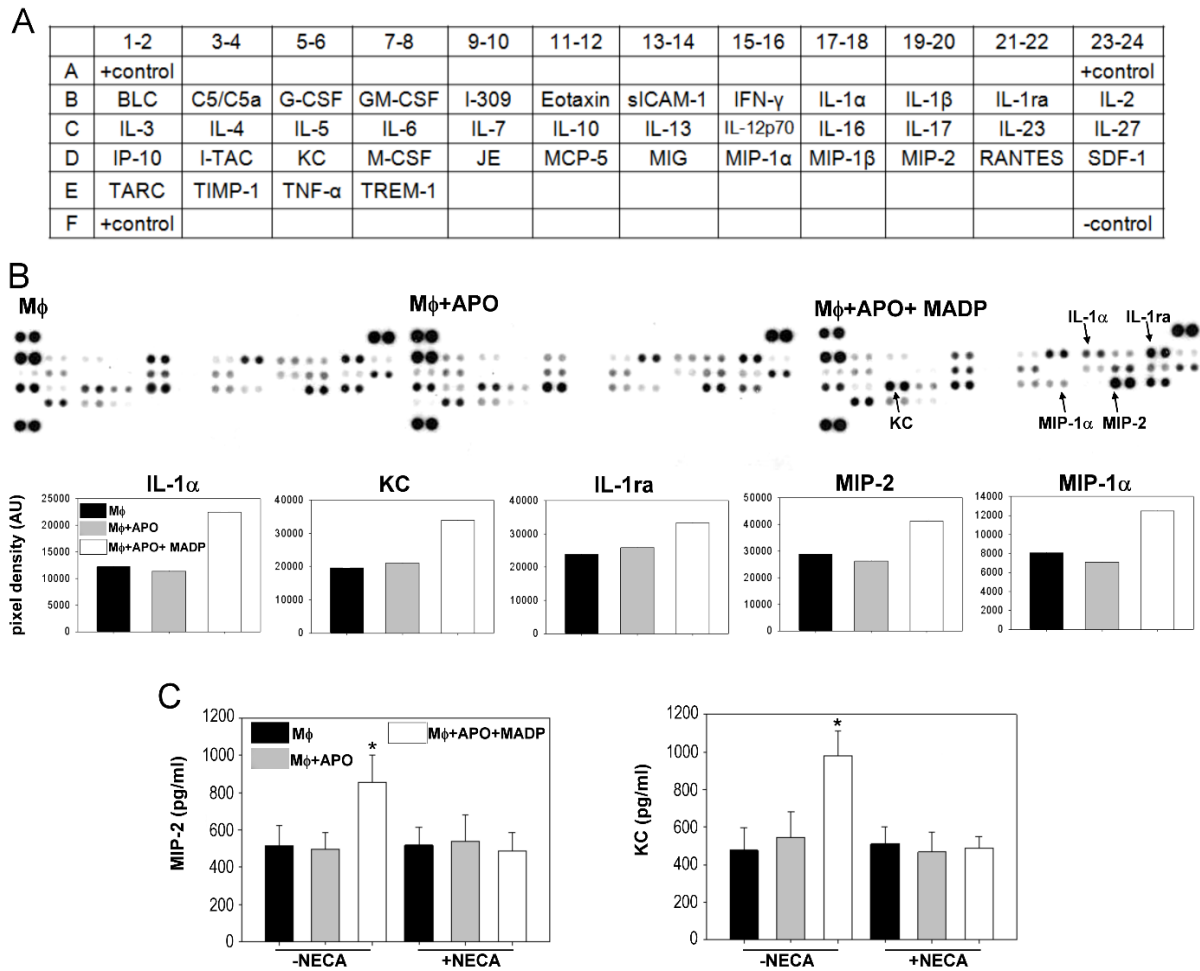 A
1-2 3-4 5-6 7-8 9-10 11-12 13-14 15-16 17-18 19-20 21-22 23-24
A +control +control
B BLC C5/C5a G-CSF GM-CSF I-309 Eotaxin sICAM-1 IFN-γ IL-1α IL-1β IL-1ra IL-2
C IL-3 IL-4 IL-5 IL-6 IL-7 IL-10 IL-13 IL-12p70 IL-16 IL-17 IL-23 IL-27
D IP-10 I-TAC KC M-CSF JE MCP-5 MIG MIP-1α MIP-1β MIP-2 RANTES SDF-1
E TARC TIMP-1 TNF-α TREM-1
F +control -control
B
Mϕ Mϕ+APO Mϕ+APO+ MADP
IL-1α IL-1ra
KC MIP-1α MIP-2
IL-1α KC IL-1ra MIP-2 MIP-1α
pixel density (AU)
25000
20000
15000
10000
5000
0
Mϕ
Mϕ+APO
Mϕ+APO+ MADP
40000
30000
20000
10000
0
40000
30000
20000
10000
0
50000
40000
30000
20000
10000
0
14000
12000
10000
8000
6000
4000
2000
0
C
MIP-2 (pg/ml)
1200
1000
800
600
400
200
0
Mϕ Mϕ+APO+MADP
Mϕ+APO
*
-NECA +NECA
KC (pg/ml)
1200
1000
800
600
400
200
0
*
-NECA +NECA